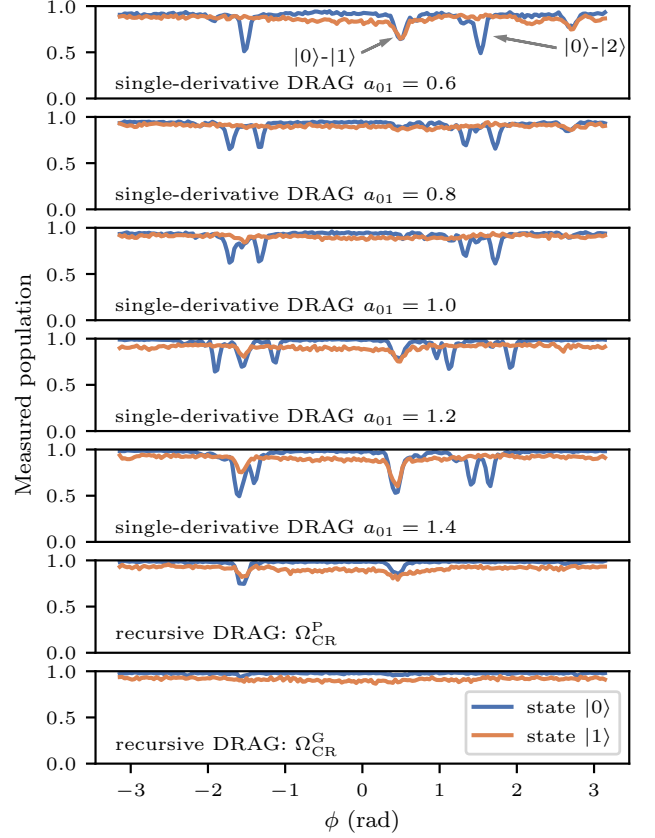 Measured population
1.0
0.5
0.0
|0⟩-|1⟩
|0⟩-|2⟩
single-derivative DRAG a₀₁ = 0.6
1.0
0.5
0.0
single-derivative DRAG a₀₁ = 0.8
1.0
0.5
0.0
single-derivative DRAG a₀₁ = 1.0
1.0
0.5
0.0
single-derivative DRAG a₀₁ = 1.2
1.0
0.5
0.0
single-derivative DRAG a₀₁ = 1.4
1.0
0.5
0.0
recursive DRAG: Ω_CR^P
1.0
0.5
0.0
recursive DRAG: Ω_CR^G
state |0⟩
state |1⟩
−3 −2 −1 0 1 2 3
ϕ (rad)